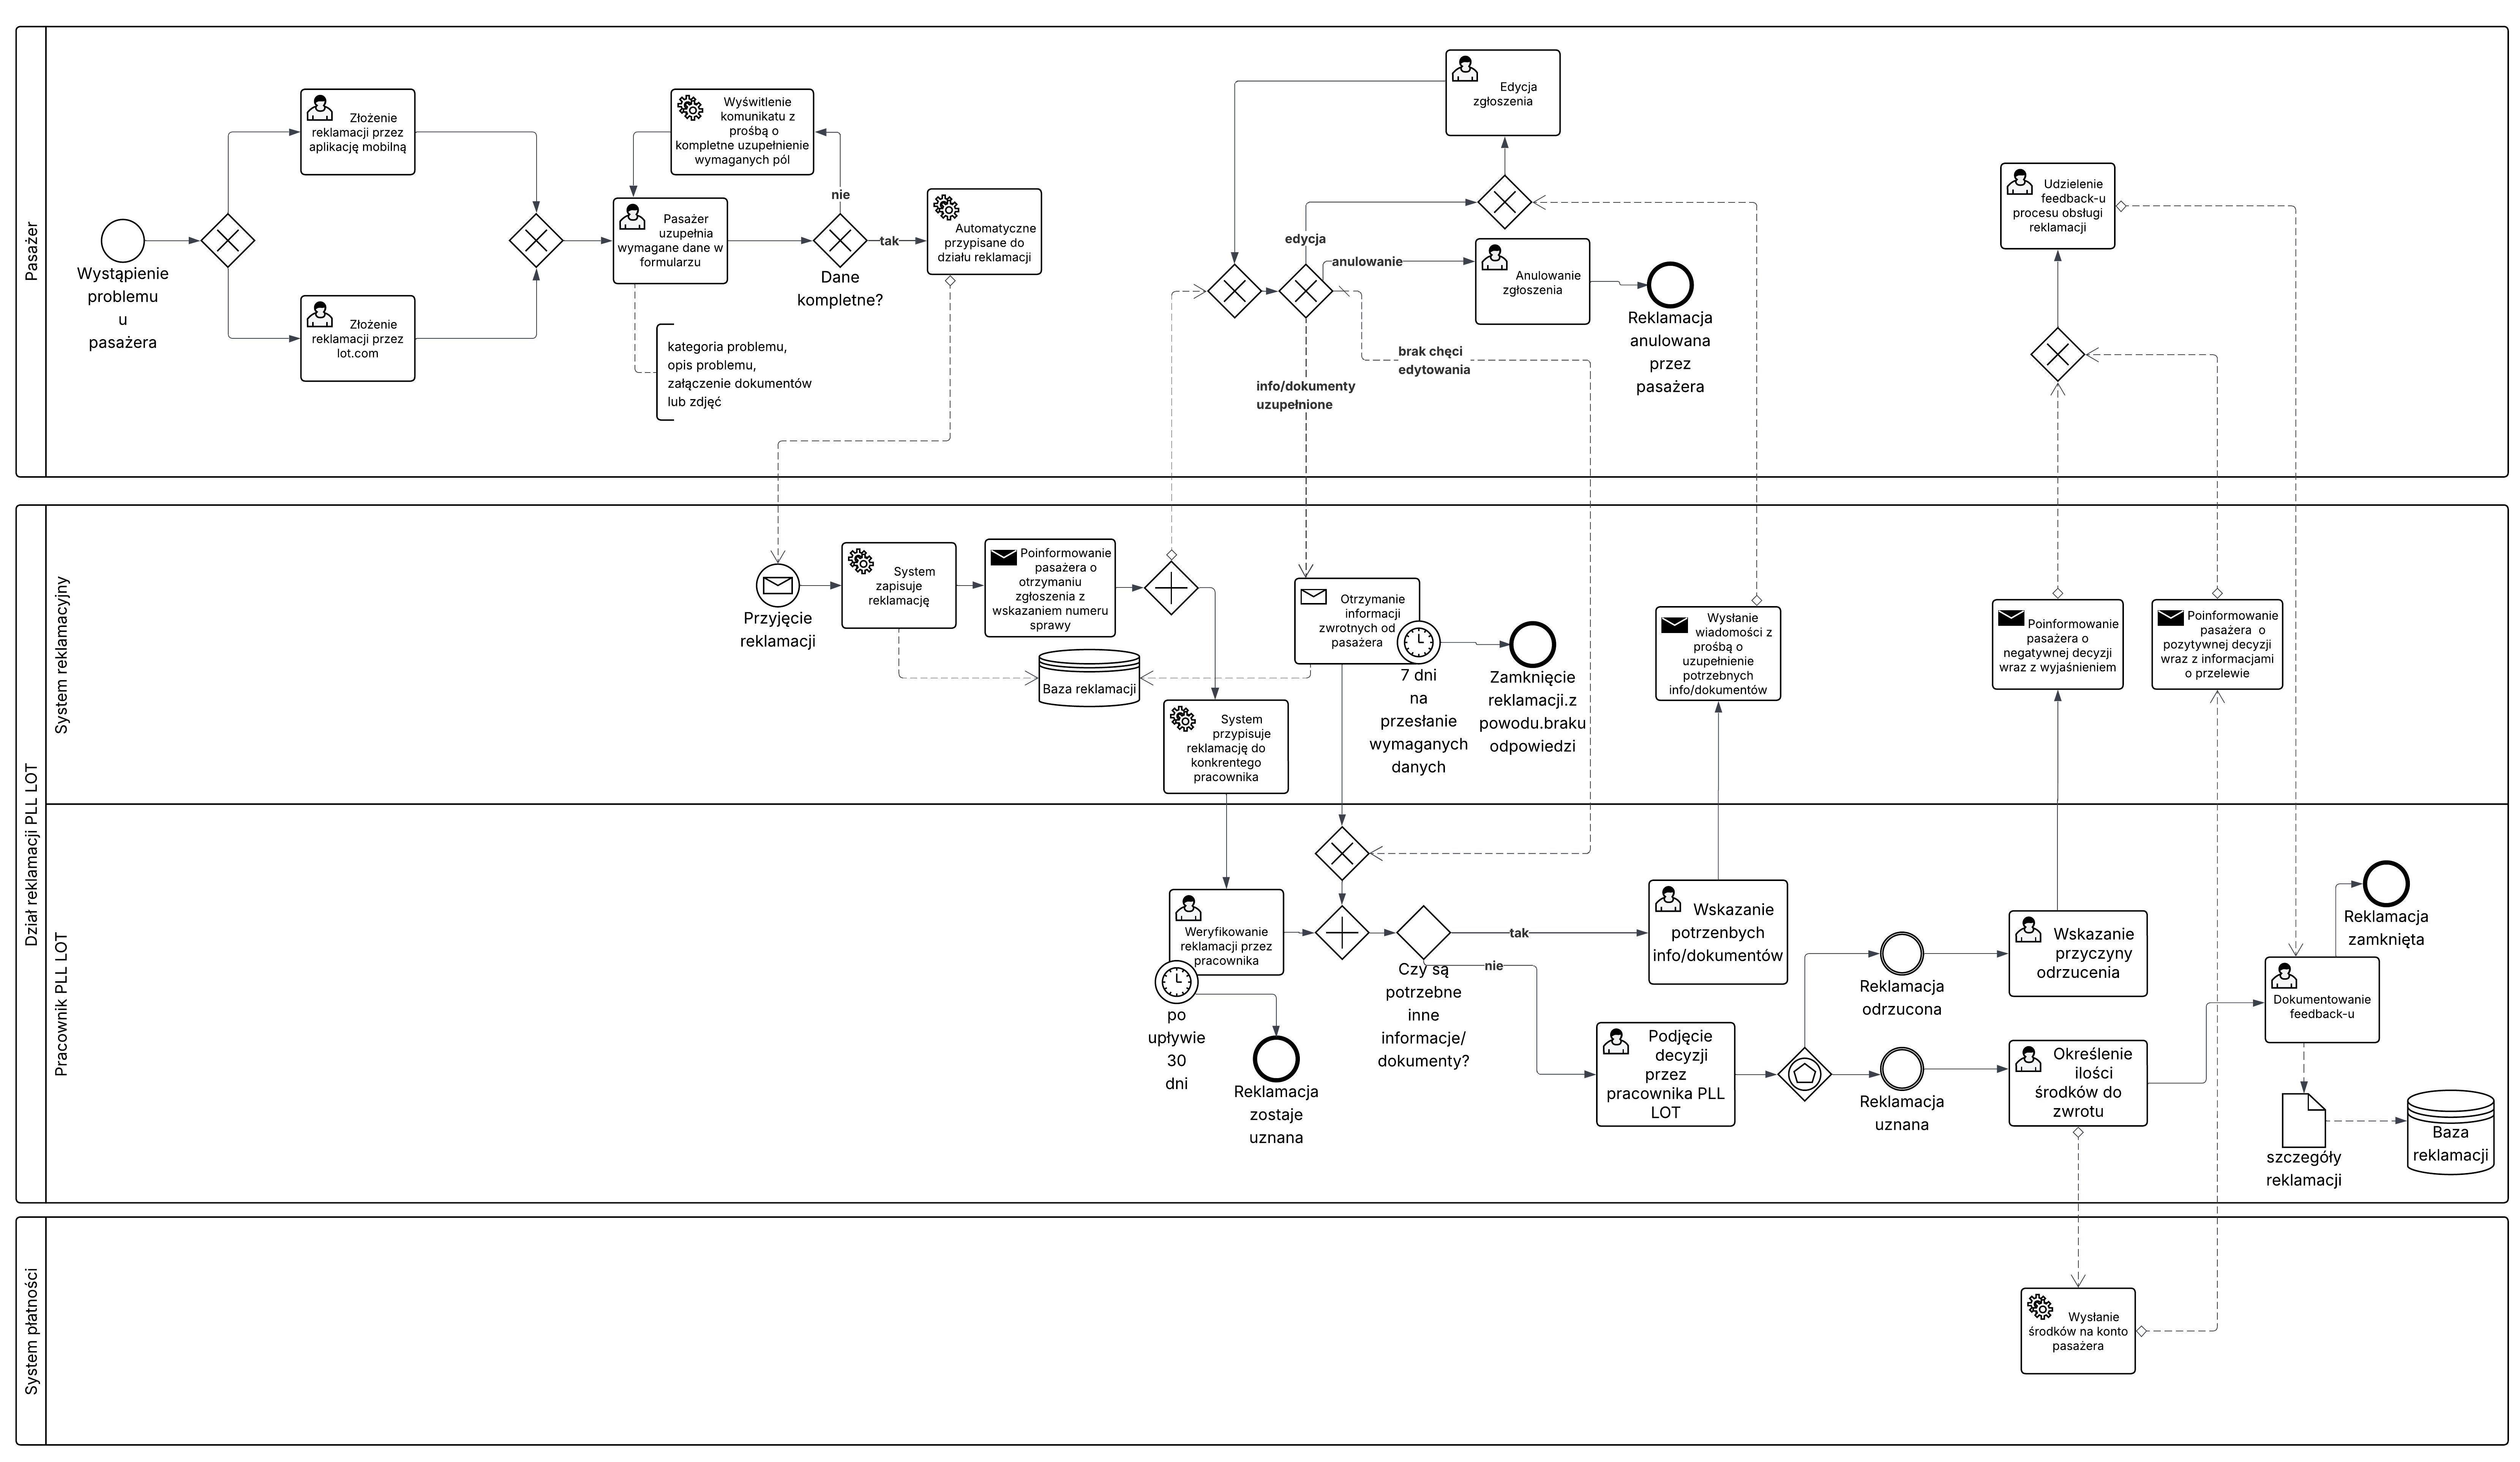 Pasażer
Wystąpienie
problemu
u
pasażera
Złożenie
reklamacji przez
aplikację mobilną
Złożenie
reklamacji przez
lot.com
Wyświtlenie
komunikatu z
prośbą o
kompletne uzupełnienie
wymaganych pól
Pasażer
uzupełnia
wymagane dane w
formularzu
kategoria problemu,
opis problemu,
załączenie dokumentów
lub zdjęć
nie
tak
Dane
kompletne?
Automatyczne
przypisane do
działu reklamacji
Edycja
zgłoszenia
edycja
anulowanie
Anulowanie
zgłoszenia
Reklamacja
anulowana
przez
pasażera
brak chęci
edytowania
info/dokumenty
uzupełnione
Udzielenie
feedback-u
procesu obsługi
reklamacji
Dział reklamacji PLL LOT
System reklamacyjny
Przyjęcie
reklamacji
System
zapisuje
reklamację
Poinformowanie
pasażera o
otrzymaniu
zgłoszenia z
wskazaniem numeru
sprawy
Baza reklamacji
System
przypisuje
reklamację do
konkrentego
pracownika
Otrzymanie
informacji
zwrotnych od
pasażera
7 dni
na
przesłanie
wymaganych
danych
Zamknięcie
reklamacji.z
powodu.braku
odpowiedzi
Wysłanie
wiadomości z
prośbą o
uzupełnienie
potrzebnych
info/dokumentów
Poinformowanie
pasażera o
negatywnej decyzji
wraz z wyjaśnieniem
Poinformowanie
pasażera o
pozytywnej decyzji
wraz z informacjami
o przelewie
Pracownik PLL LOT
Weryfikowanie
reklamacji przez
pracownika
po
upływie
30
dni
Reklamacja
zostaje
uznana
Czy są
potrzebne
inne
informacje/
dokumenty?
tak
nie
Wskazanie
potrzenbych
info/dokumentów
Podjęcie
decyzji
przez
pracownika PLL
LOT
Reklamacja
odrzucona
Reklamacja
uznana
Wskazanie
przyczyny
odrzucenia
Określenie
ilości
środków do
zwrotu
Dokumentowanie
feedback-u
Reklamacja
zamknięta
szczegóły
reklamacji
Baza
reklamacji
System płatności
Wysłanie
środków na konto
pasażera